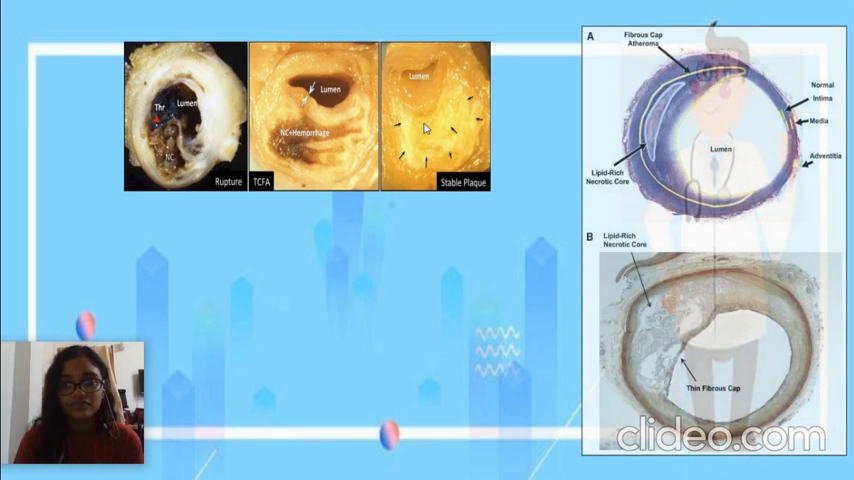 Thr
Lumen
NC
Rupture
Lumen
NC+Hemorrhage
TCFA
Lumen
Stable Plaque
A
Fibrous Cap
Atheroma
Normal
Intima
Media
Lumen
Adventitia
Lipid-Rich
Necrotic Core
B
Lipid-Rich
Necrotic Core
Thin Fibrous Cap
clideo.com